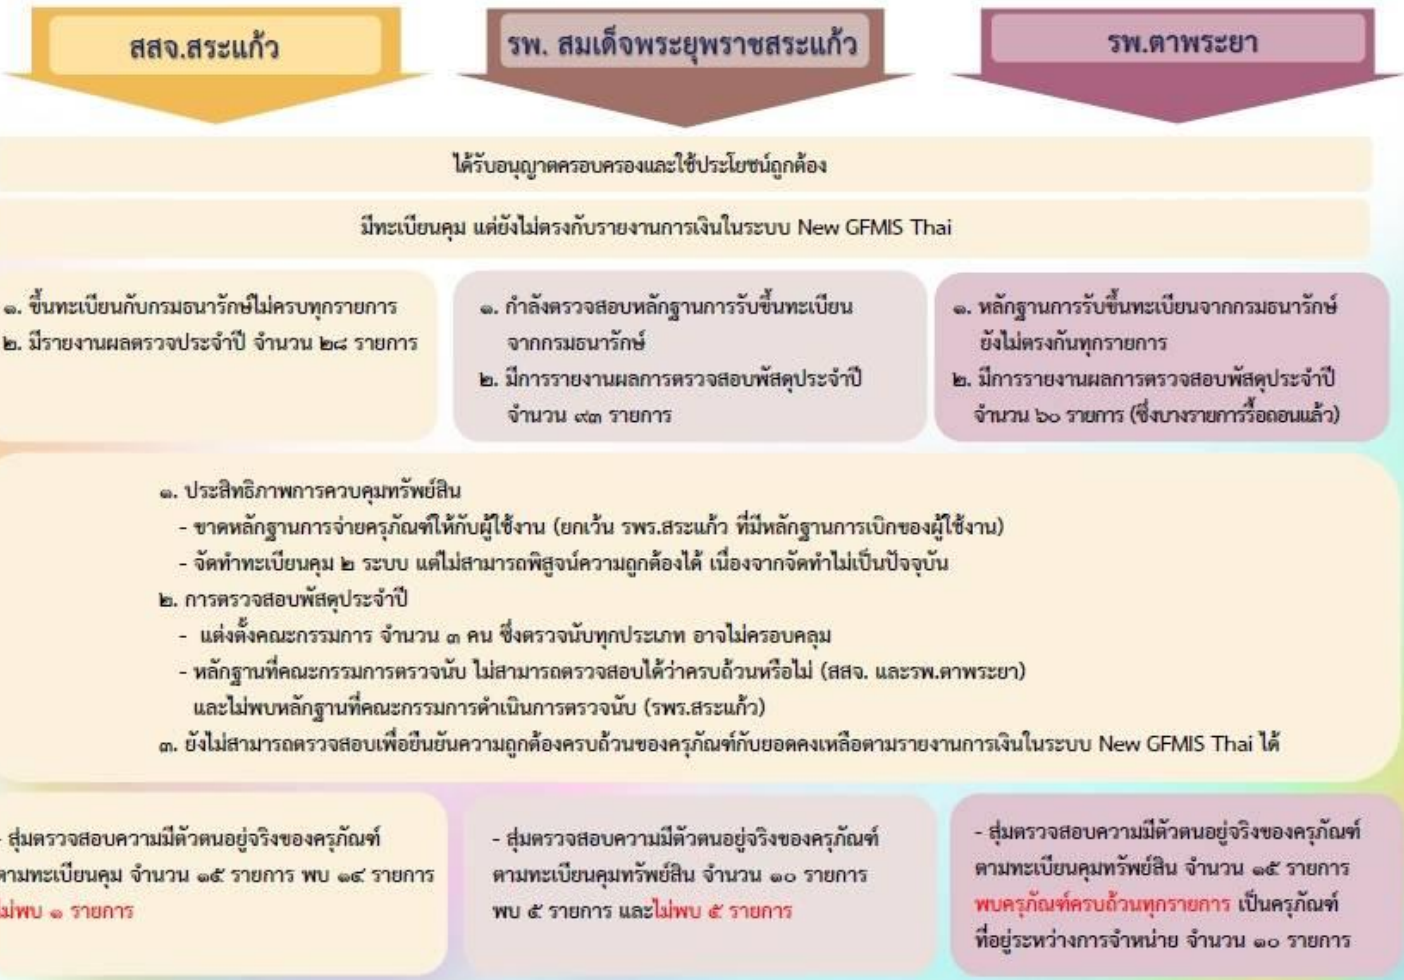 สสจ.สระแก้ว
รพ. สมเด็จพระยุพราชสระแก้ว
รพ.ตาพระยา
ได้รับอนุญาตครอบครองและใช้ประโยชน์ถูกต้อง
มีทะเบียนคุม แต่ยังไม่ตรงกับรายงานการเงินในระบบ New GFMIS Thai
๑. ขึ้นทะเบียนกับกรมธนารักษ์ไม่ครบทุกรายการ
๒. มีรายงานผลตรวจประจำปี จำนวน ๒๘ รายการ
๑. กำลังตรวจสอบหลักฐานการรับขึ้นทะเบียน
จากกรมธนารักษ์
๒. มีการรายงานผลการตรวจสอบพัสดุประจำปี
จำนวน ๙๓ รายการ
๑. หลักฐานการรับขึ้นทะเบียนจากกรมธนารักษ์
ยังไม่ตรงกันทุกรายการ
๒. มีการรายงานผลการตรวจสอบพัสดุประจำปี
จำนวน ๖๐ รายการ (ซึ่งบางรายการรื้อถอนแล้ว)
๑. ประสิทธิภาพการควบคุมทรัพย์สิน
- ขาดหลักฐานการจ่ายครุภัณฑ์ให้กับผู้ใช้งาน (ยกเว้น รพร.สระแก้ว ที่มีหลักฐานการเบิกของผู้ใช้งาน)
- จัดทำทะเบียนคุม ๒ ระบบ แต่ไม่สามารถพิสูจน์ความถูกต้องได้ เนื่องจากจัดทำไม่เป็นปัจจุบัน
๒. การตรวจสอบพัสดุประจำปี
- แต่งตั้งคณะกรรมการ จำนวน ๓ คน ซึ่งตรวจนับทุกประเภท อาจไม่ครอบคลุม
- หลักฐานที่คณะกรรมการตรวจนับ ไม่สามารถตรวจสอบได้ว่าครบถ้วนหรือไม่ (สสจ. และรพ.ตาพระยา)
และไม่พบหลักฐานที่คณะกรรมการดำเนินการตรวจนับ (รพร.สระแก้ว)
๓. ยังไม่สามารถตรวจสอบเพื่อยืนยันความถูกต้องครบถ้วนของครุภัณฑ์กับยอดคงเหลือตามรายงานการเงินในระบบ New GFMIS Thai ได้
- สุ่มตรวจสอบความมีตัวตนอยู่จริงของครุภัณฑ์
ตามทะเบียนคุม จำนวน ๑๕ รายการ พบ ๑๔ รายการ
ไม่พบ ๑ รายการ
- สุ่มตรวจสอบความมีตัวตนอยู่จริงของครุภัณฑ์
ตามทะเบียนคุมทรัพย์สิน จำนวน ๑๐ รายการ
พบ ๕ รายการ และไม่พบ ๕ รายการ
- สุ่มตรวจสอบความมีตัวตนอยู่จริงของครุภัณฑ์
ตามทะเบียนคุมทรัพย์สิน จำนวน ๑๕ รายการ
พบครุภัณฑ์ครบถ้วนทุกรายการ เป็นครุภัณฑ์
ที่อยู่ระหว่างการจำหน่าย จำนวน ๑๐ รายการ